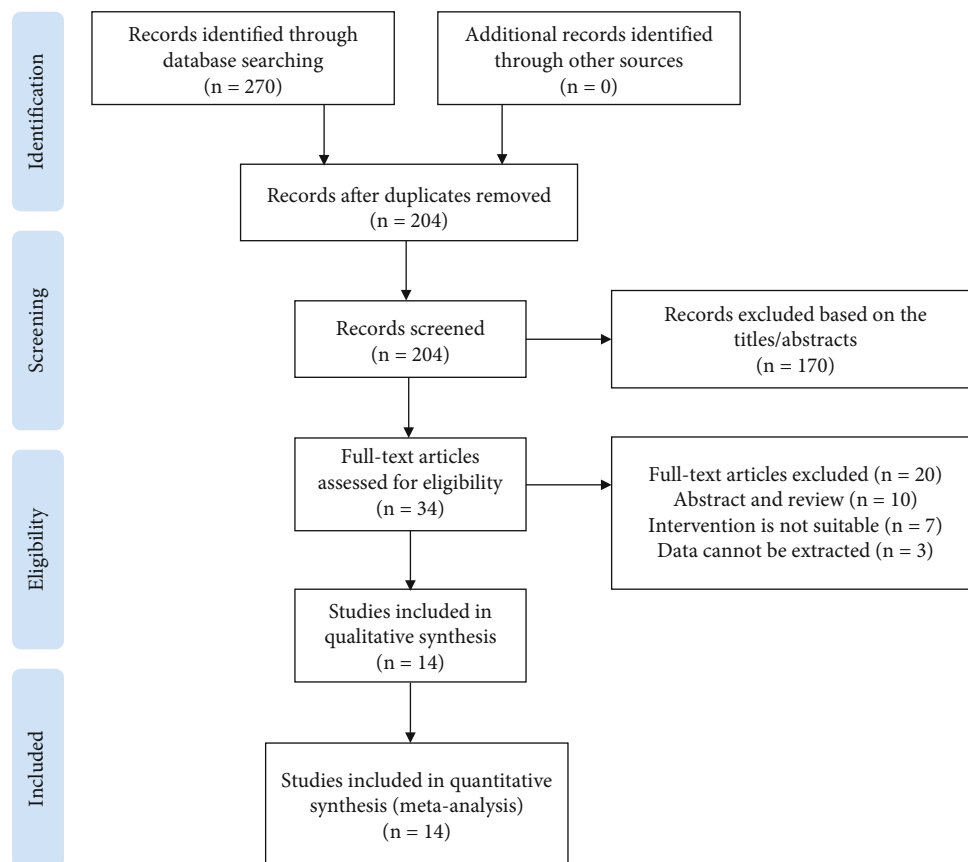 Identification
Records identified through
database searching
(n = 270)
Additional records identified
through other sources
(n = 0)
Records after duplicates removed
(n = 204)
Screening
Records screened
(n = 204)
Records excluded based on the
titles/abstracts
(n = 170)
Eligibility
Full-text articles
assessed for eligibility
(n = 34)
Full-text articles excluded (n = 20)
Abstract and review (n = 10)
Intervention is not suitable (n = 7)
Data cannot be extracted (n = 3)
Studies included in
qualitative synthesis
(n = 14)
Included
Studies included in quantitative
synthesis (meta-analysis)
(n = 14)